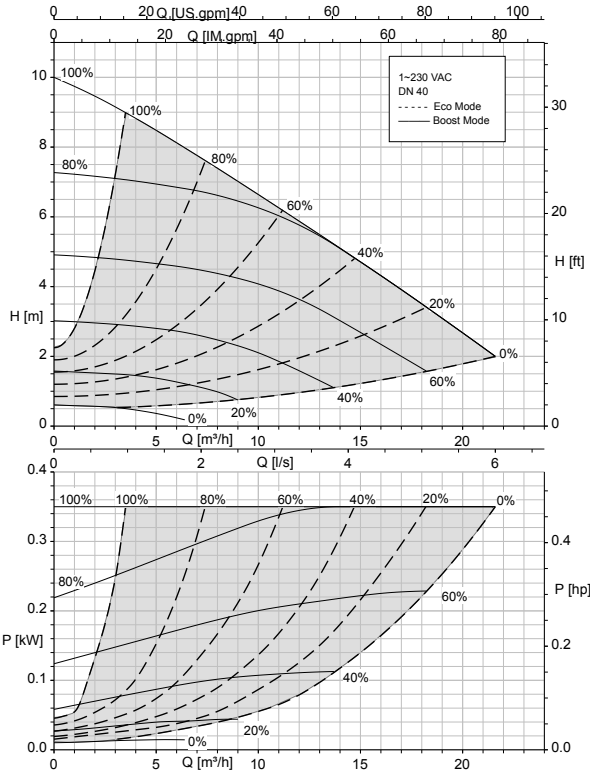 0 20 Q [US.gpm] 60 80 100
0 20 Q [IM.gpm] 40 60 80
10 100%
100%
1~230 VAC
DN 40
----- Eco Mode
—— Boost Mode
30
8 80% 80%
6 60% 20
4 40% H [ft]
H [m] 20% 10
2 0%
60%
40%
20%
0 0% 0
0 5 10 15 20
Q [m³/h]
0 2 Q [l/s] 4 6
0.4
100% 100% 80% 60% 40% 20% 0%
0.3 0.4
80% P [hp]
60%
0.2
P [kW] 0.2
0.1 40%
20%
0.0 0% 0.0
0 5 10 15 20
Q [m³/h]